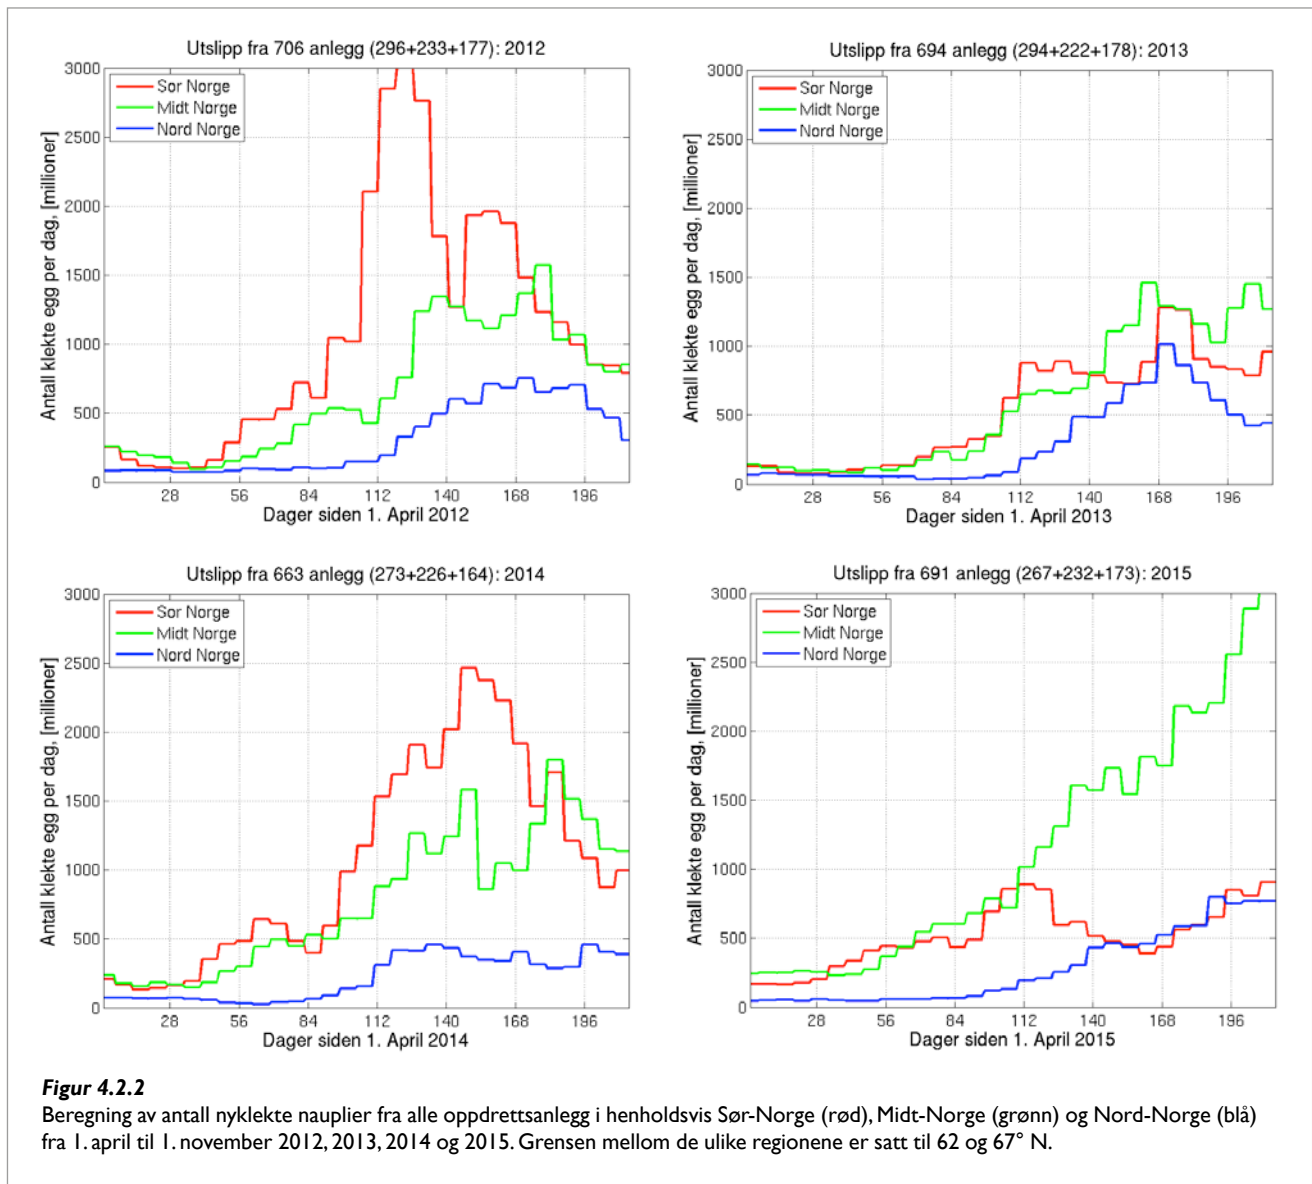 Utslipp fra 706 anlegg (296+233+177): 2012
Antall klekte egg per dag, [millioner]
3000
2500
2000
1500
1000
500
0
Sor Norge
Midt Norge
Nord Norge
28 56 84 112 140 168 196
Dager siden 1. April 2012
Utslipp fra 694 anlegg (294+222+178): 2013
Antall klekte egg per dag, [millioner]
3000
2500
2000
1500
1000
500
0
Sor Norge
Midt Norge
Nord Norge
28 56 84 112 140 168 196
Dager siden 1. April 2013
Utslipp fra 663 anlegg (273+226+164): 2014
Antall klekte egg per dag, [millioner]
3000
2500
2000
1500
1000
500
0
Sor Norge
Midt Norge
Nord Norge
28 56 84 112 140 168 196
Dager siden 1. April 2014
Utslipp fra 691 anlegg (267+232+173): 2015
Antall klekte egg per dag, [millioner]
3000
2500
2000
1500
1000
500
0
Sor Norge
Midt Norge
Nord Norge
28 56 84 112 140 168 196
Dager siden 1. April 2015
Figur 4.2.2
Beregning av antall nyklekte nauplier fra alle oppdrettsanlegg i henholdsvis Sør-Norge (rød), Midt-Norge (grønn) og Nord-Norge (blå)
fra 1. april til 1. november 2012, 2013, 2014 og 2015. Grensen mellom de ulike regionene er satt til 62 og 67° N.